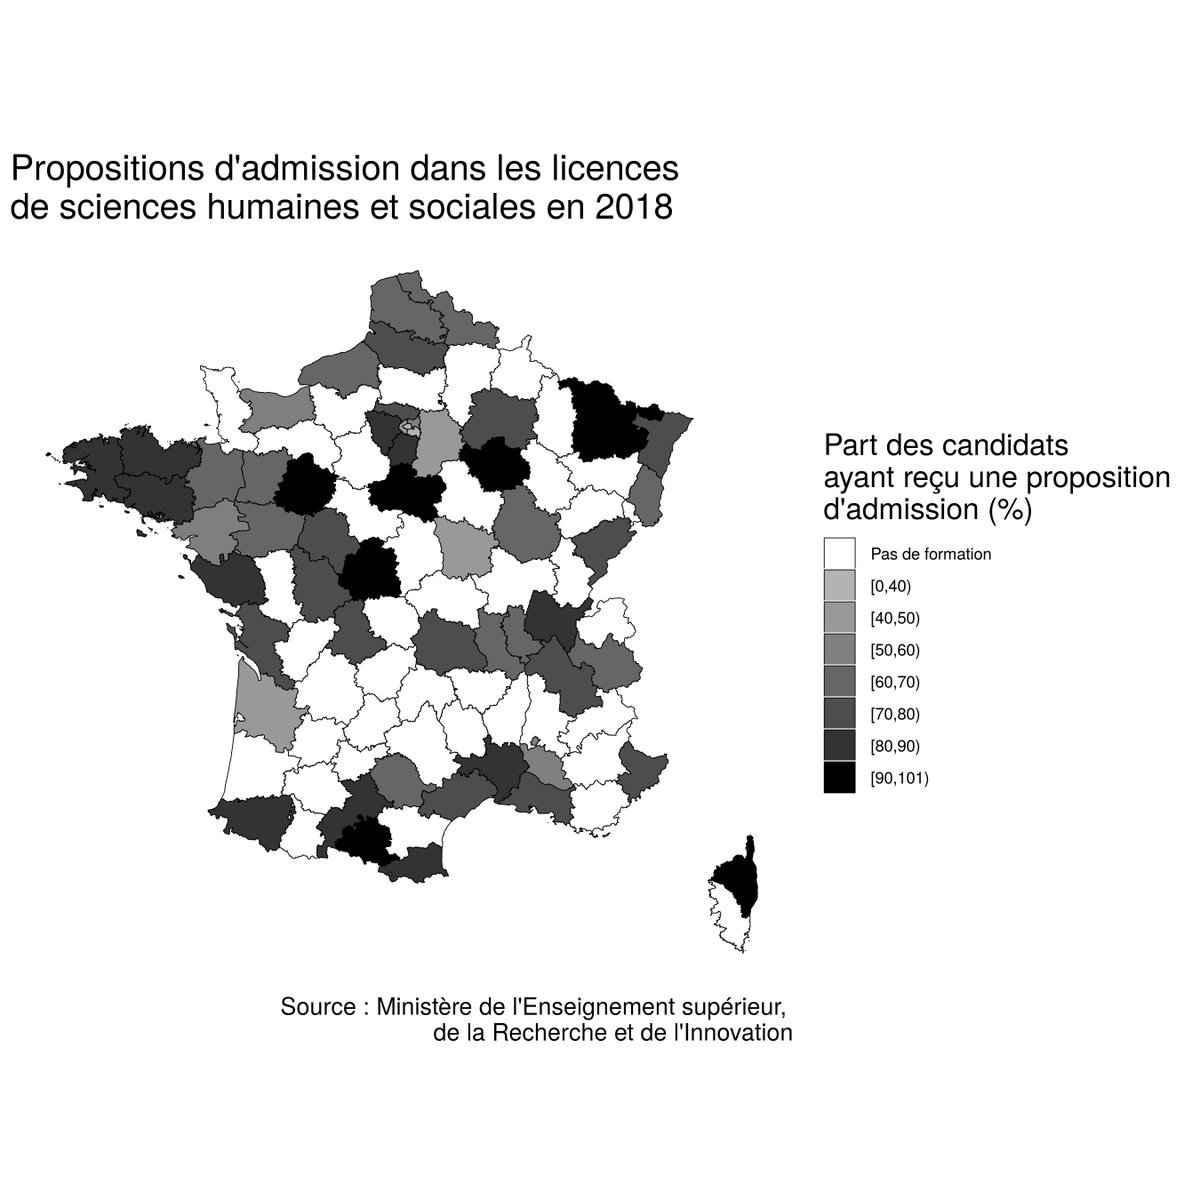 Propositions d'admission dans les licences
de sciences humaines et sociales en 2018
Part des candidats
ayant reçu une proposition
d'admission (%)
Pas de formation
[0,40)
[40,50)
[50,60)
[60,70)
[70,80)
[80,90)
[90,101)
Source : Ministère de l'Enseignement supérieur,
de la Recherche et de l'Innovation